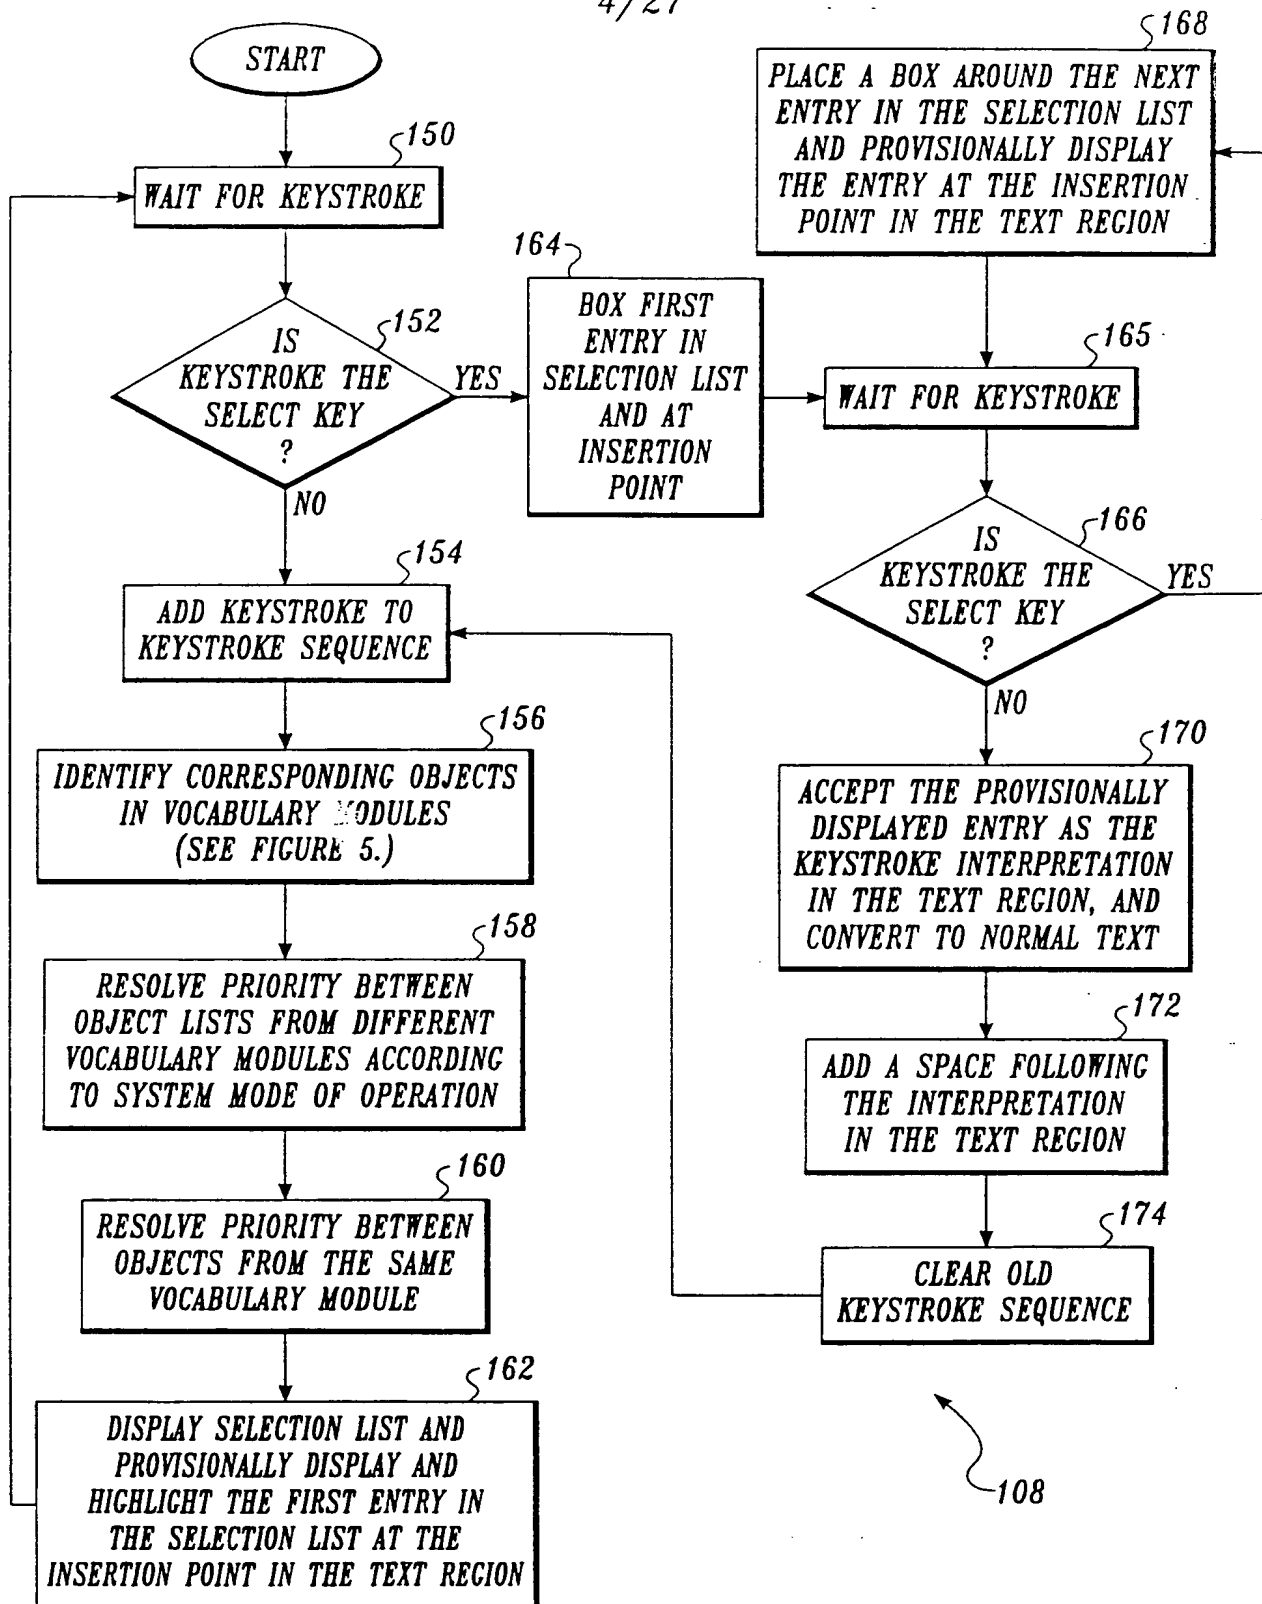 4/27
START
150
WAIT FOR KEYSTROKE
152
IS
KEYSTROKE THE
SELECT KEY
?
YES
NO
154
ADD KEYSTROKE TO
KEYSTROKE SEQUENCE
156
IDENTIFY CORRESPONDING OBJECTS
IN VOCABULARY MODULES
(SEE FIGURE 5.)
158
RESOLVE PRIORITY BETWEEN
OBJECT LISTS FROM DIFFERENT
VOCABULARY MODULES ACCORDING
TO SYSTEM MODE OF OPERATION
160
RESOLVE PRIORITY BETWEEN
OBJECTS FROM THE SAME
VOCABULARY MODULE
162
DISPLAY SELECTION LIST AND
PROVISIONALLY DISPLAY AND
HIGHLIGHT THE FIRST ENTRY IN
THE SELECTION LIST AT THE
INSERTION POINT IN THE TEXT REGION
164
BOX FIRST
ENTRY IN
SELECTION LIST
AND AT
INSERTION
POINT
168
PLACE A BOX AROUND THE NEXT
ENTRY IN THE SELECTION LIST
AND PROVISIONALLY DISPLAY
THE ENTRY AT THE INSERTION
POINT IN THE TEXT REGION
165
WAIT FOR KEYSTROKE
166
IS
KEYSTROKE THE
SELECT KEY
?
YES
NO
170
ACCEPT THE PROVISIONALLY
DISPLAYED ENTRY AS THE
KEYSTROKE INTERPRETATION
IN THE TEXT REGION, AND
CONVERT TO NORMAL TEXT
172
ADD A SPACE FOLLOWING
THE INTERPRETATION
IN THE TEXT REGION
174
CLEAR OLD
KEYSTROKE SEQUENCE
108